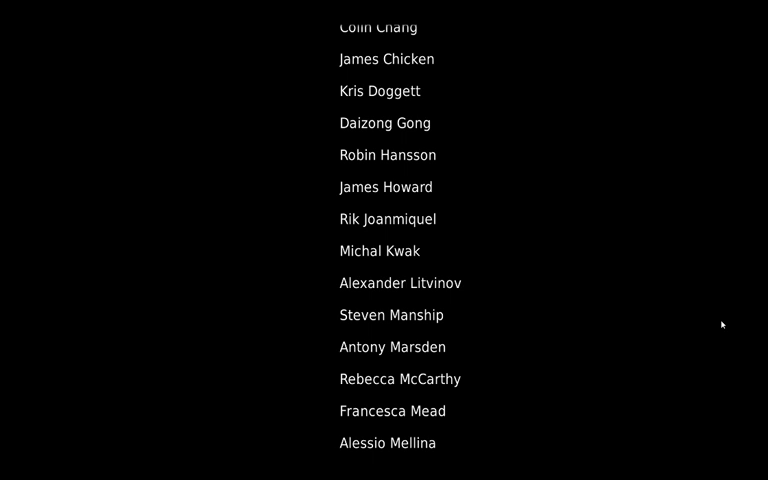 Colin Chang
James Chicken
Kris Doggett
Daizong Gong
Robin Hansson
James Howard
Rik Joanmiquel
Michal Kwak
Alexander Litvinov
Steven Manship
Antony Marsden
Rebecca McCarthy
Francesca Mead
Alessio Mellina